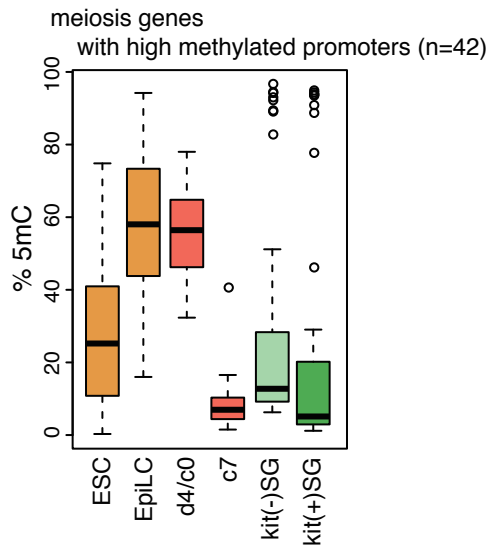 meiosis genes
with high methylated promoters (n=42)
% 5mC
100
80
60
40
20
0
ESC
EpiLC
d4/c0
c7
kit(-)SG
kit(+)SG